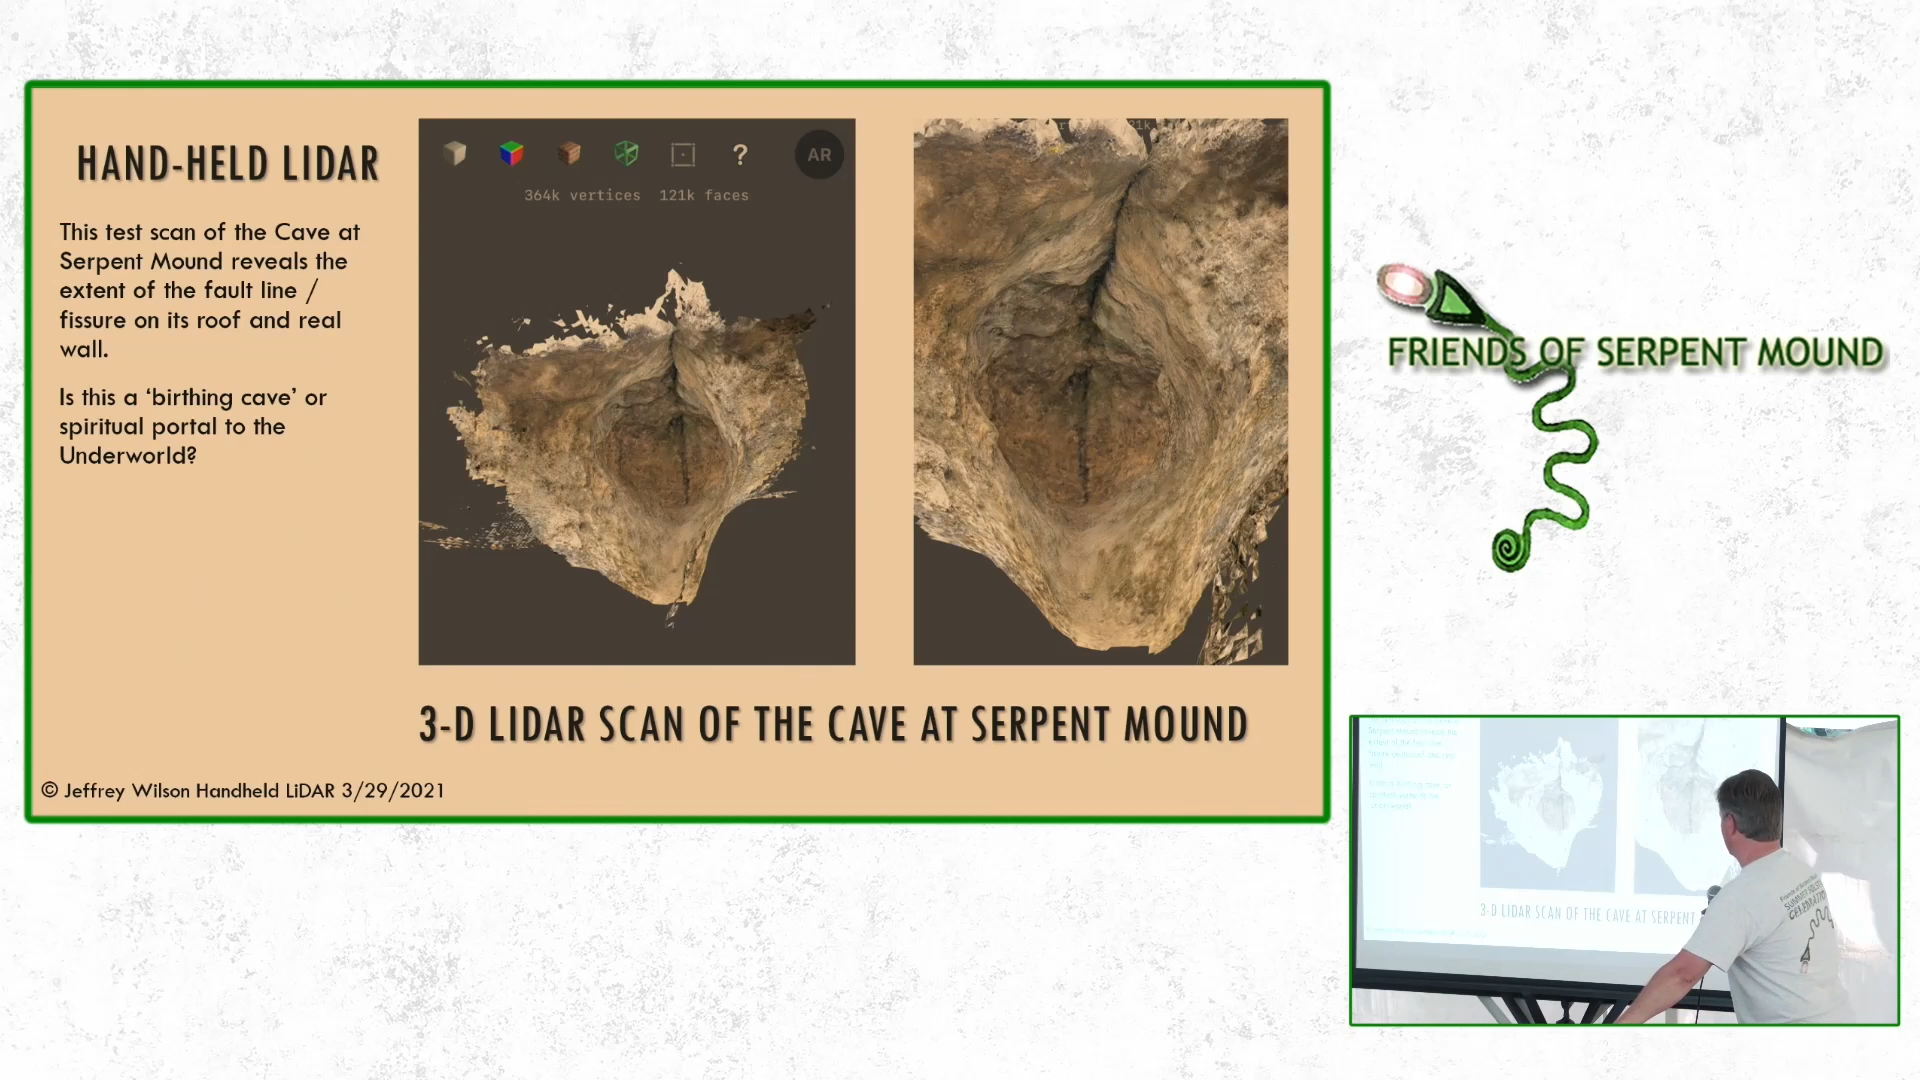 HAND-HELD LIDAR
This test scan of the Cave at
Serpent Mound reveals the
extent of the fault line /
fissure on its roof and real
wall.
Is this a ‘birthing cave’ or
spiritual portal to the
Underworld?
AR
?
364k vertices 121k faces
3-D LIDAR SCAN OF THE CAVE AT SERPENT MOUND
© Jeffrey Wilson Handheld LiDAR 3/29/2021
FRIENDS OF SERPENT MOUND
3-D LIDAR SCAN OF THE CAVE AT SERPENT